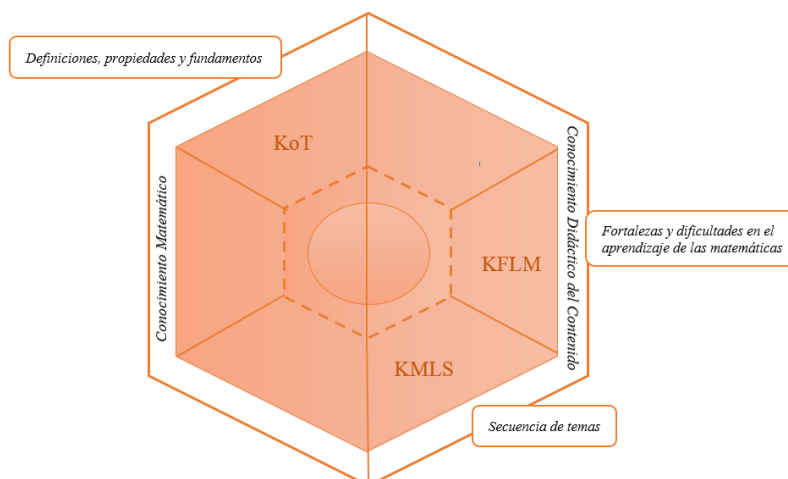 Definiciones, propiedades y fundamentos
KoT
Conocimiento Matemático
Conocimiento Didáctico del Contenido
KFLM
Fortalezas y dificultades en el
aprendizaje de las matemáticas
KMLS
Secuencia de temas